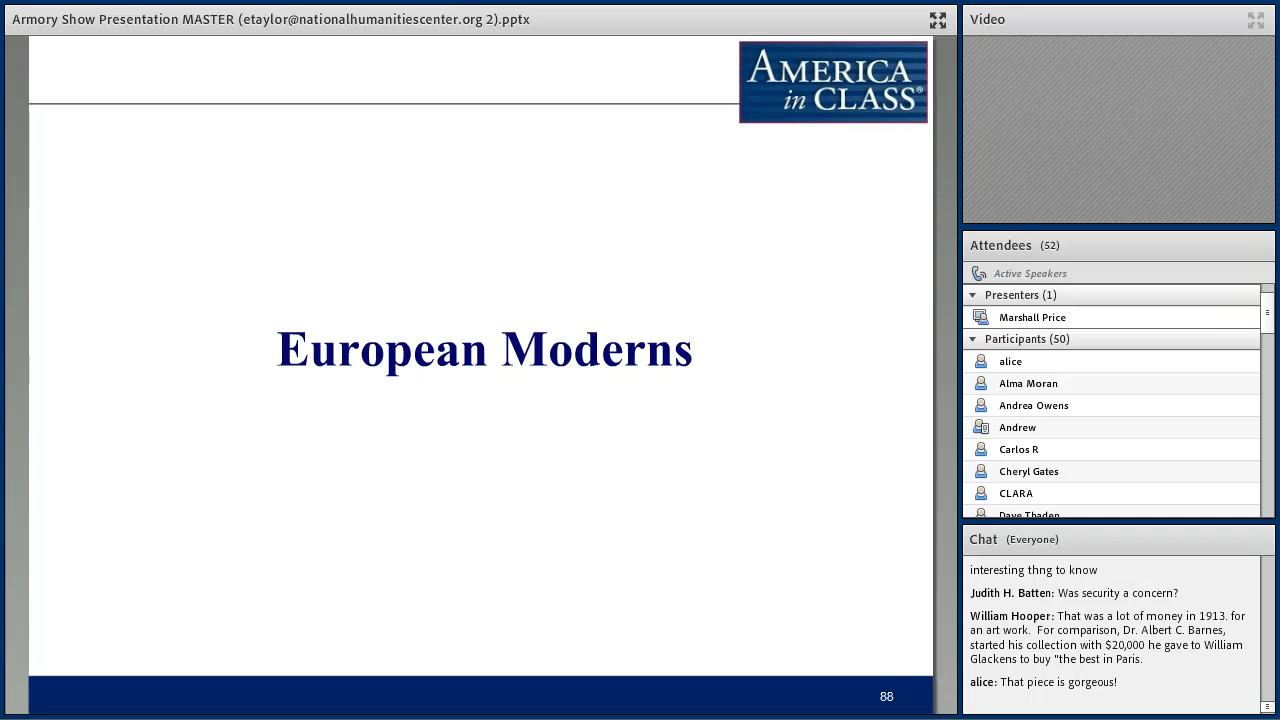 Armory Show Presentation MASTER (etaylor@nationalhumanitiescenter.org 2).pptx
AMERICA
in CLASS®
European Moderns
88
Video
Attendees (52)
Active Speakers
Presenters (1)
Marshall Price
Participants (50)
alice
Alma Moran
Andrea Owens
Andrew
Carlos R
Cheryl Gates
CLARA
Dave Thaden
Chat (Everyone)
interesting thng to know
Judith H. Batten: Was security a concern?
William Hooper: That was a lot of money in 1913. for
an art work.  For comparison, Dr. Albert C. Barnes,
started his collection with $20,000 he gave to William
Glackens to buy "the best in Paris.
alice: That piece is gorgeous!